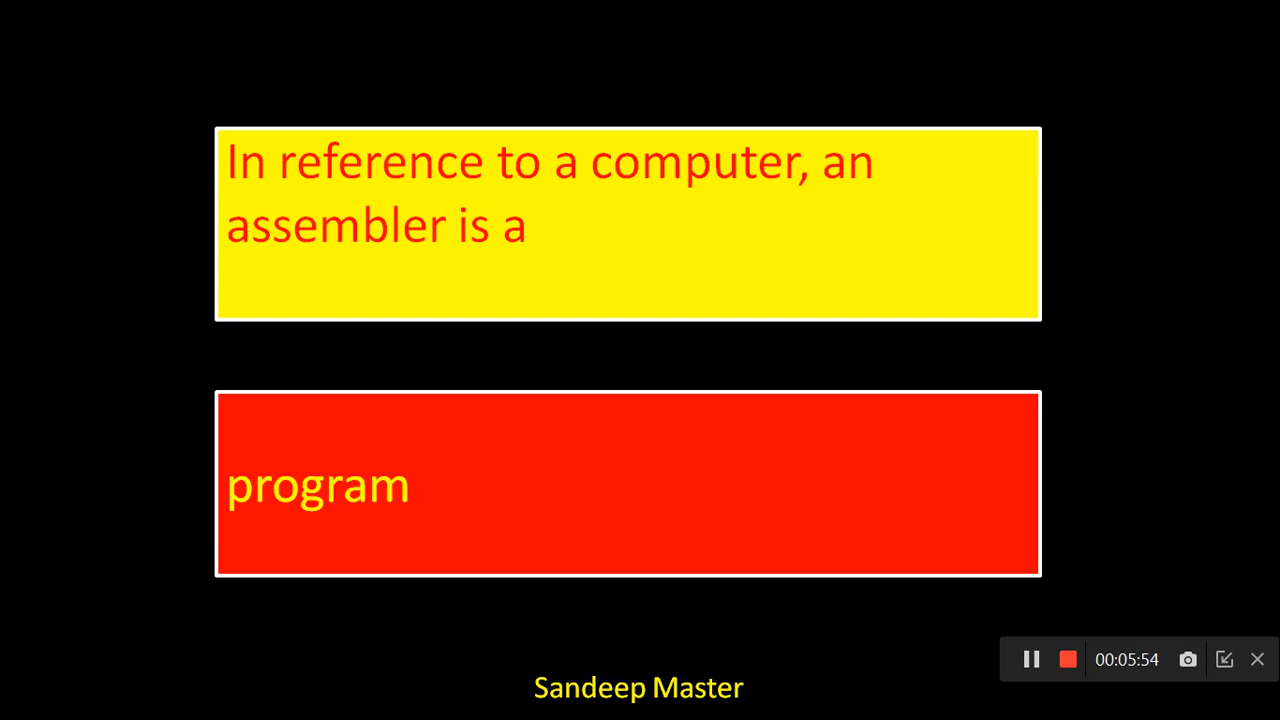 In reference to a computer, an
assembler is a
program
00:05:54
Sandeep Master